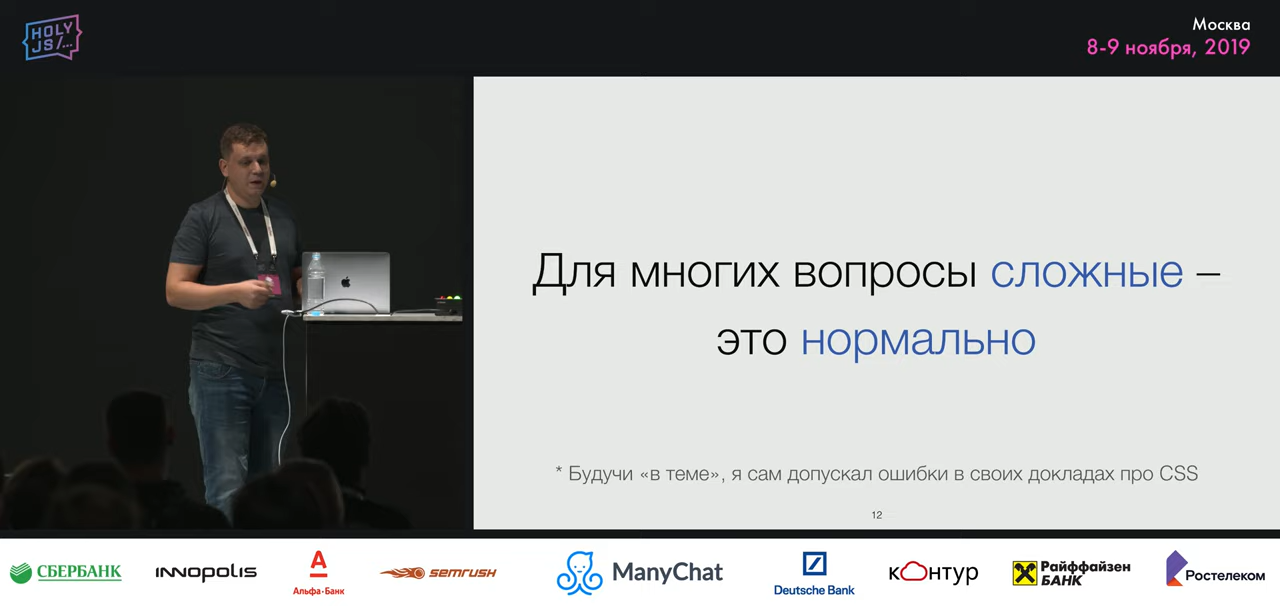 HOLY
JS/...
Москва
8-9 ноября, 2019
Для многих вопросы сложные –
это нормально
* Будучи «в теме», я сам допускал ошибки в своих докладах про CSS
12
СБЕРБАНК
INNOPOLIS
А
Альфа·Банк
semrush
ManyChat
Deutsche Bank
кОнтур
Райффайзен
БАНК
Ростелеком